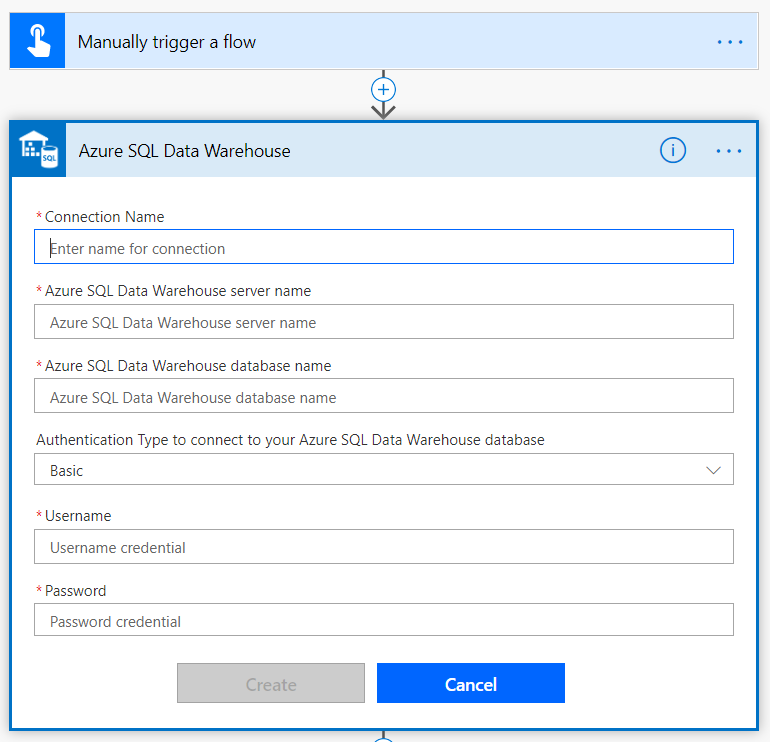 Manually trigger a flow
SQL
Azure SQL Data Warehouse
* Connection Name
Enter name for connection
* Azure SQL Data Warehouse server name
Azure SQL Data Warehouse server name
* Azure SQL Data Warehouse database name
Azure SQL Data Warehouse database name
Authentication Type to connect to your Azure SQL Data Warehouse database
Basic
* Username
Username credential
* Password
Password credential
Create
Cancel